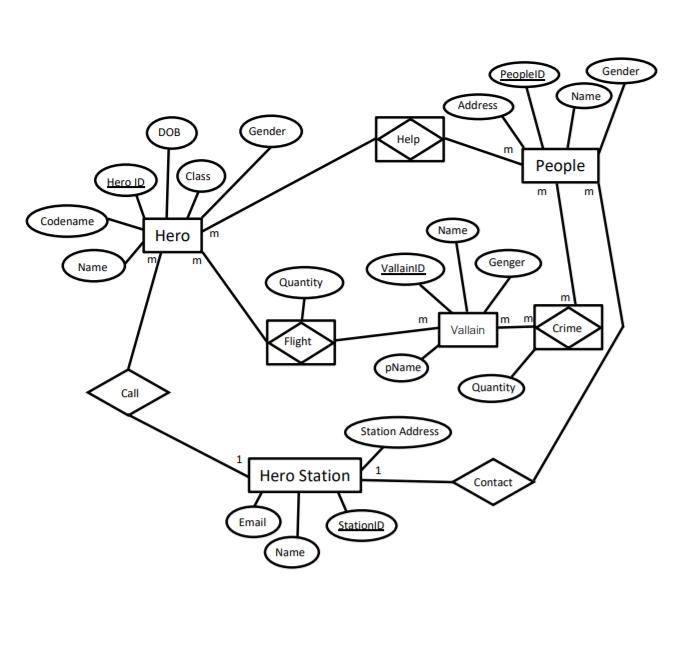 PeopleID
Gender
Name
Address
DOB
Gender
Help
m
People
Hero ID
Class
m
m
Codename
Hero
m
Name
m
m
Name
VallainID
Genger
Quantity
m
m
m
m
Flight
Vallain
Crime
pName
Quantity
Call
Station Address
1
1
Hero Station
Contact
Email
StationID
Name